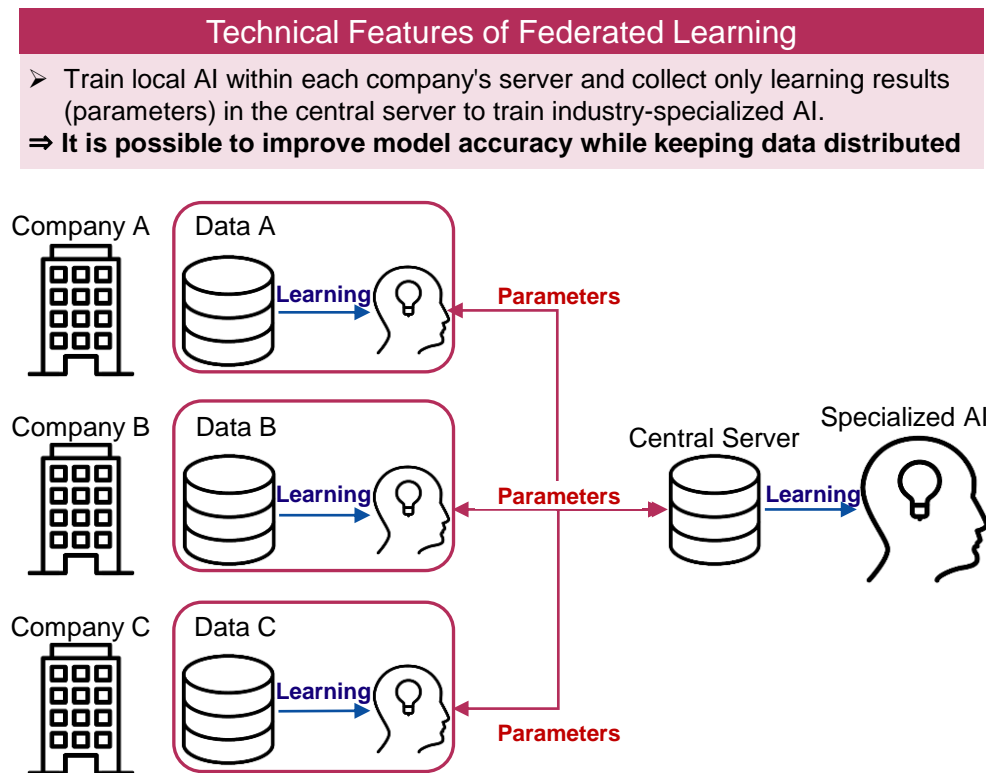 Technical Features of Federated Learning
➢ Train local AI within each company's server and collect only learning results
(parameters) in the central server to train industry-specialized AI.
⇒ It is possible to improve model accuracy while keeping data distributed
Company A
Data A
Learning
Parameters
Company B
Data B
Learning
Parameters
Central Server
Learning
Specialized AI
Company C
Data C
Learning
Parameters